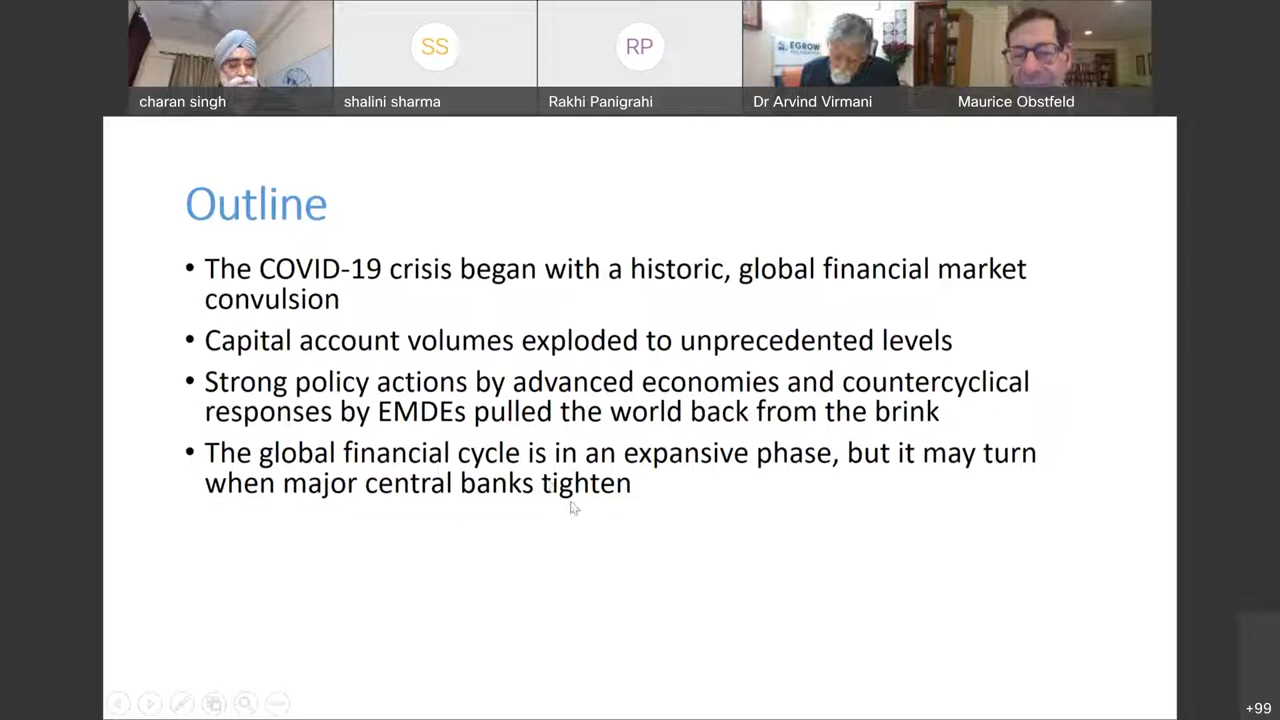 SS
RP
EGROW
charan singh
shalini sharma
Rakhi Panigrahi
Dr Arvind Virmani
Maurice Obstfeld
Outline
• The COVID-19 crisis began with a historic, global financial market
convulsion
• Capital account volumes exploded to unprecedented levels
• Strong policy actions by advanced economies and countercyclical
responses by EMDEs pulled the world back from the brink
• The global financial cycle is in an expansive phase, but it may turn
when major central banks tighten
+99